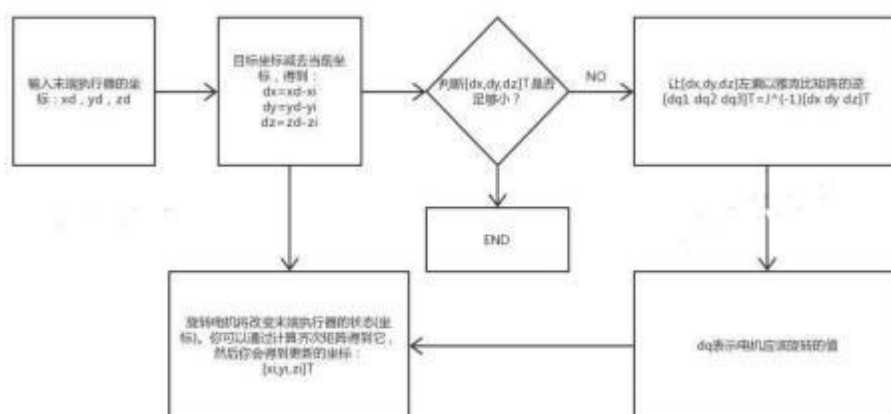 输入末端执行器的坐
标：xd，yd，zd
目标坐标减去当前坐
标，得到：
dx=xd-xi
dy=yd-yi
dz=zd-zi
判断[dx,dy,dz]T是否
足够小？
NO
让[dx,dy,dz]左乘以雅克比矩阵的逆
[dq1 dq2 dq3]T=J^(-1)[dx dy dz]T
END
旋转电机将改变末端执行器的状态(坐
标)。你可以通过计算齐次矩阵得到它，
然后你会得到更新的坐标：
[xi,yi,zi]T
dq表示电机应该旋转的值